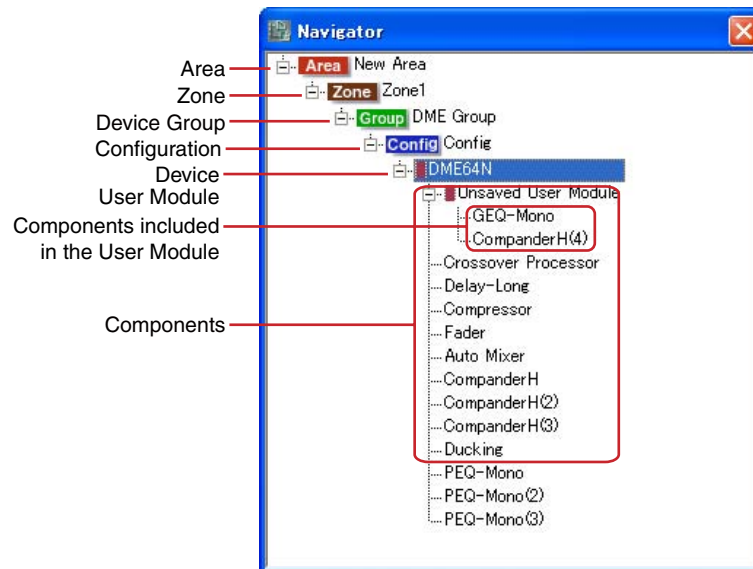 Navigator
Area
Area New Area
Zone
Zone Zone1
Device Group
Group DME Group
Configuration
Config Config
Device
DME64N
User Module
Unsaved User Module
Components included
in the User Module
GEQ-Mono
CompanderH(4)
Crossover Processor
Delay-Long
Compressor
Components
Fader
Auto Mixer
CompanderH
CompanderH(2)
CompanderH(3)
Ducking
PEQ-Mono
PEQ-Mono(2)
PEQ-Mono(3)